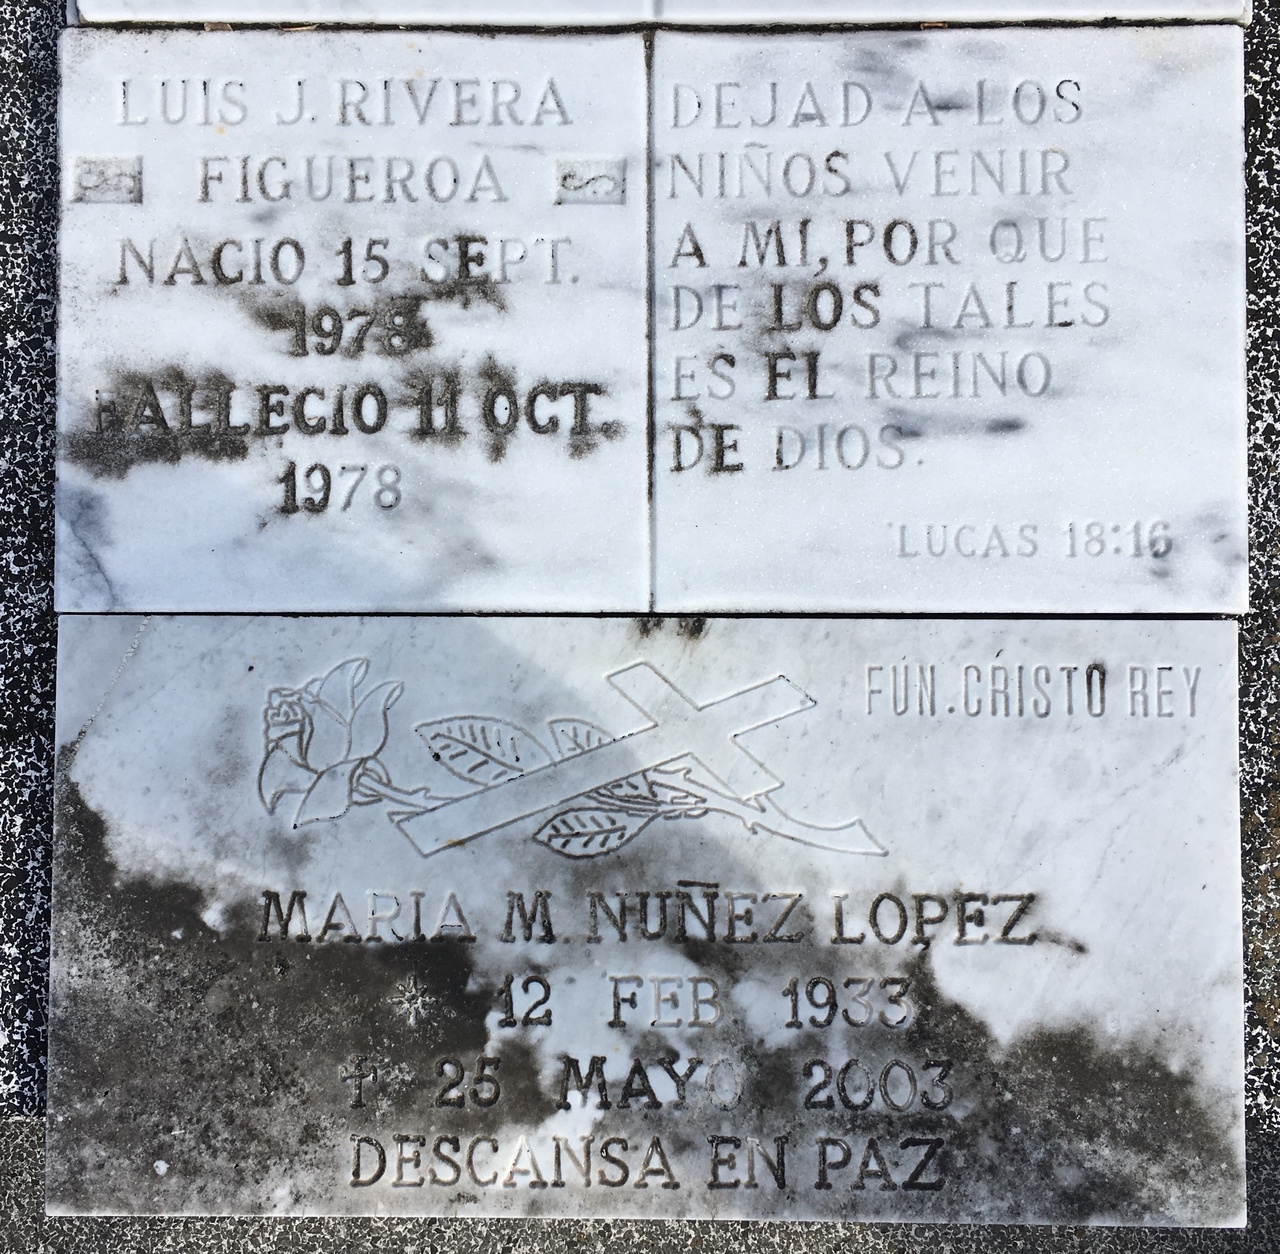 LUIS J. RIVERA
FIGUEROA
NACIO 15 SEPT.
1978
FALLECIO 11 OCT.
1978
DEJAD A LOS
NIÑOS VENIR
A MI, POR QUE
DE LOS TALES
ES EL REINO
DE DIOS.
LUCAS 18:16
FUN. CRISTO REY
MARIA M. NUÑEZ LOPEZ
12 FEB 1933
✝ 25 MAYO 2003
DESCANSA EN PAZ